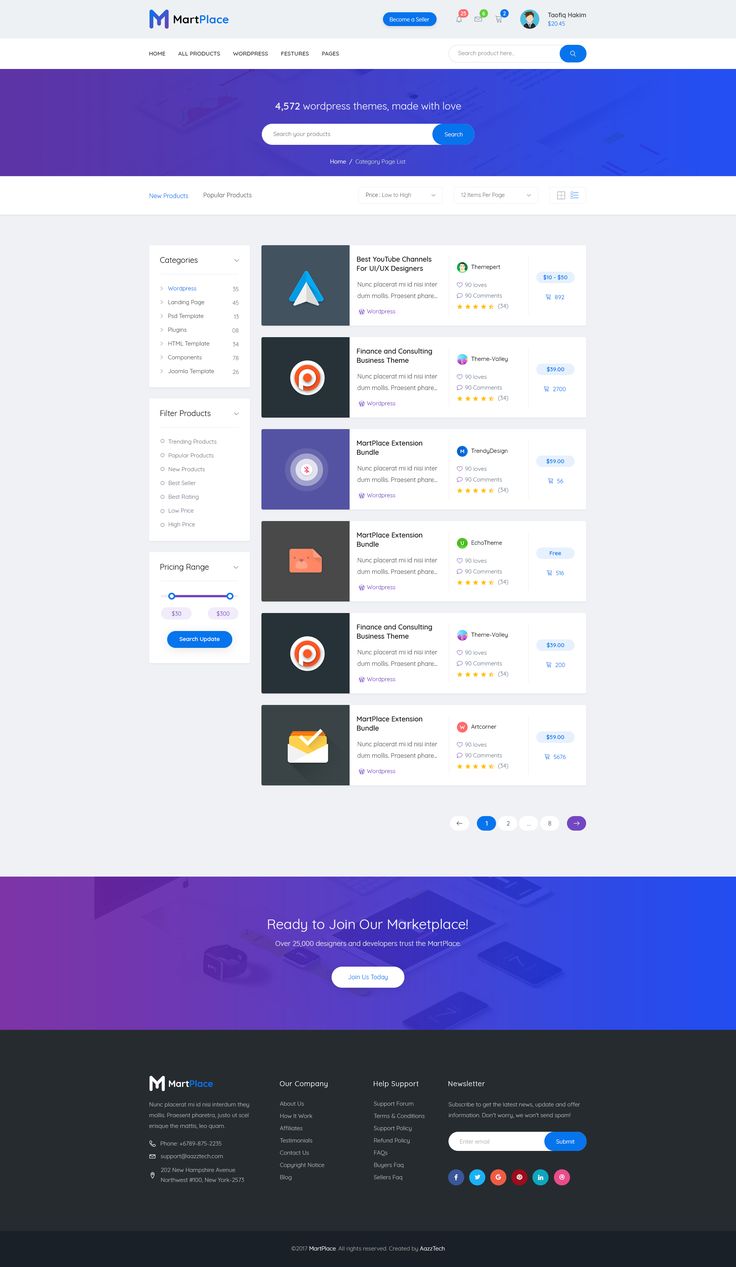 MartPlace
Become a Seller
25
6
2
Taofiq Hakim
$20.45
HOME
ALL PRODUCTS
WORDPRESS
FESTURES
PAGES
Search product here..
4,572 wordpress themes, made with love
Search your products
Search
Home / Category Page List
New Products
Popular Products
Price : Low to High
12 Items Per Page
Categories
Wordpress 35
Landing Page 45
Psd Template 13
Plugins 08
HTML Template 34
Components 78
Joomla Template 26
Filter Products
Trending Products
Popular Products
New Products
Best Seller
Best Rating
Low Price
High Price
Pricing Range
$30
$300
Search Update
Best YouTube Channels
For UI/UX Designers
Nunc placerat mi id nisi inter
dum mollis. Praesent phare...
Wordpress
Themepert
90 loves
90 Comments
(34)
$10 - $50
892
Finance and Consulting
Business Theme
Nunc placerat mi id nisi inter
dum mollis. Praesent phare...
Wordpress
Theme-Valley
90 loves
90 Comments
(34)
$39.00
2700
MartPlace Extension
Bundle
Nunc placerat mi id nisi inter
dum mollis. Praesent phare...
Wordpress
M
TrendyDesign
90 loves
90 Comments
(34)
$59.00
56
MartPlace Extension
Bundle
Nunc placerat mi id nisi inter
dum mollis. Praesent phare...
Wordpress
U
EchoTheme
90 loves
90 Comments
(34)
Free
516
Finance and Consulting
Business Theme
Nunc placerat mi id nisi inter
dum mollis. Praesent phare...
Wordpress
Theme-Valley
90 loves
90 Comments
(34)
$39.00
200
MartPlace Extension
Bundle
Nunc placerat mi id nisi inter
dum mollis. Praesent phare...
Wordpress
Artcorner
90 loves
90 Comments
(34)
$59.00
5676
1
2
...
8
Ready to Join Our Marketplace!
Over 25,000 designers and developers trust the MartPlace.
Join Us Today
MartPlace
Nunc placerat mi id nisi interdum they
mollis. Praesent pharetra, justo ut scel
erisque the mattis, leo quam.
Phone: +6789-875-2235
support@aazztech.com
202 New Hampshire Avenue
Northwest #100, New York-2573
Our Company
About Us
How It Work
Affiliates
Testimonials
Contact Us
Copyright Notice
Blog
Help Support
Support Forum
Terms & Conditions
Support Policy
Refund Policy
FAQs
Buyers Faq
Sellers Faq
Newsletter
Subscribe to get the latest news, update and offer
information. Don't worry, we won't send spam!
Enter email
Submit
©2017 MartPlace. All rights reserved. Created by AazzTech